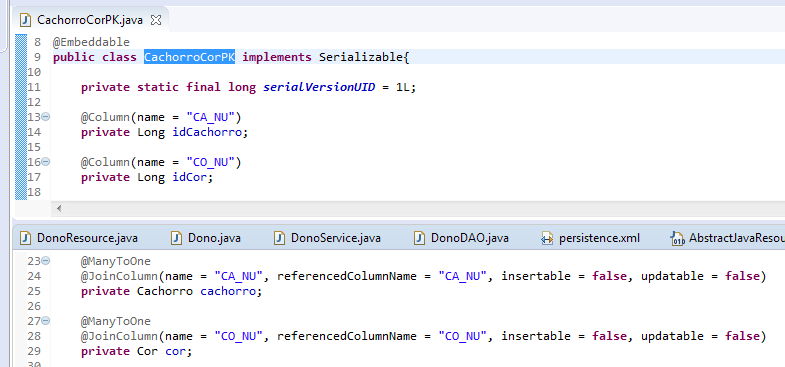 CachorroCorPK.java
8 @Embeddable
9 public class CachorroCorPK implements Serializable{
10
11 private static final long serialVersionUID = 1L;
12
13 @Column(name = "CA_NU")
14 private Long idCachorro;
15
16 @Column(name = "CO_NU")
17 private Long idCor;
18
DonoResource.java Dono.java DonoService.java DonoDAO.java persistence.xml AbstractJavaResou
23 @ManyToOne
24 @JoinColumn(name = "CA_NU", referencedColumnName = "CA_NU", insertable = false, updatable = false)
25 private Cachorro cachorro;
26
27 @ManyToOne
28 @JoinColumn(name = "CO_NU", referencedColumnName = "CO_NU", insertable = false, updatable = false)
29 private Cor cor;
30